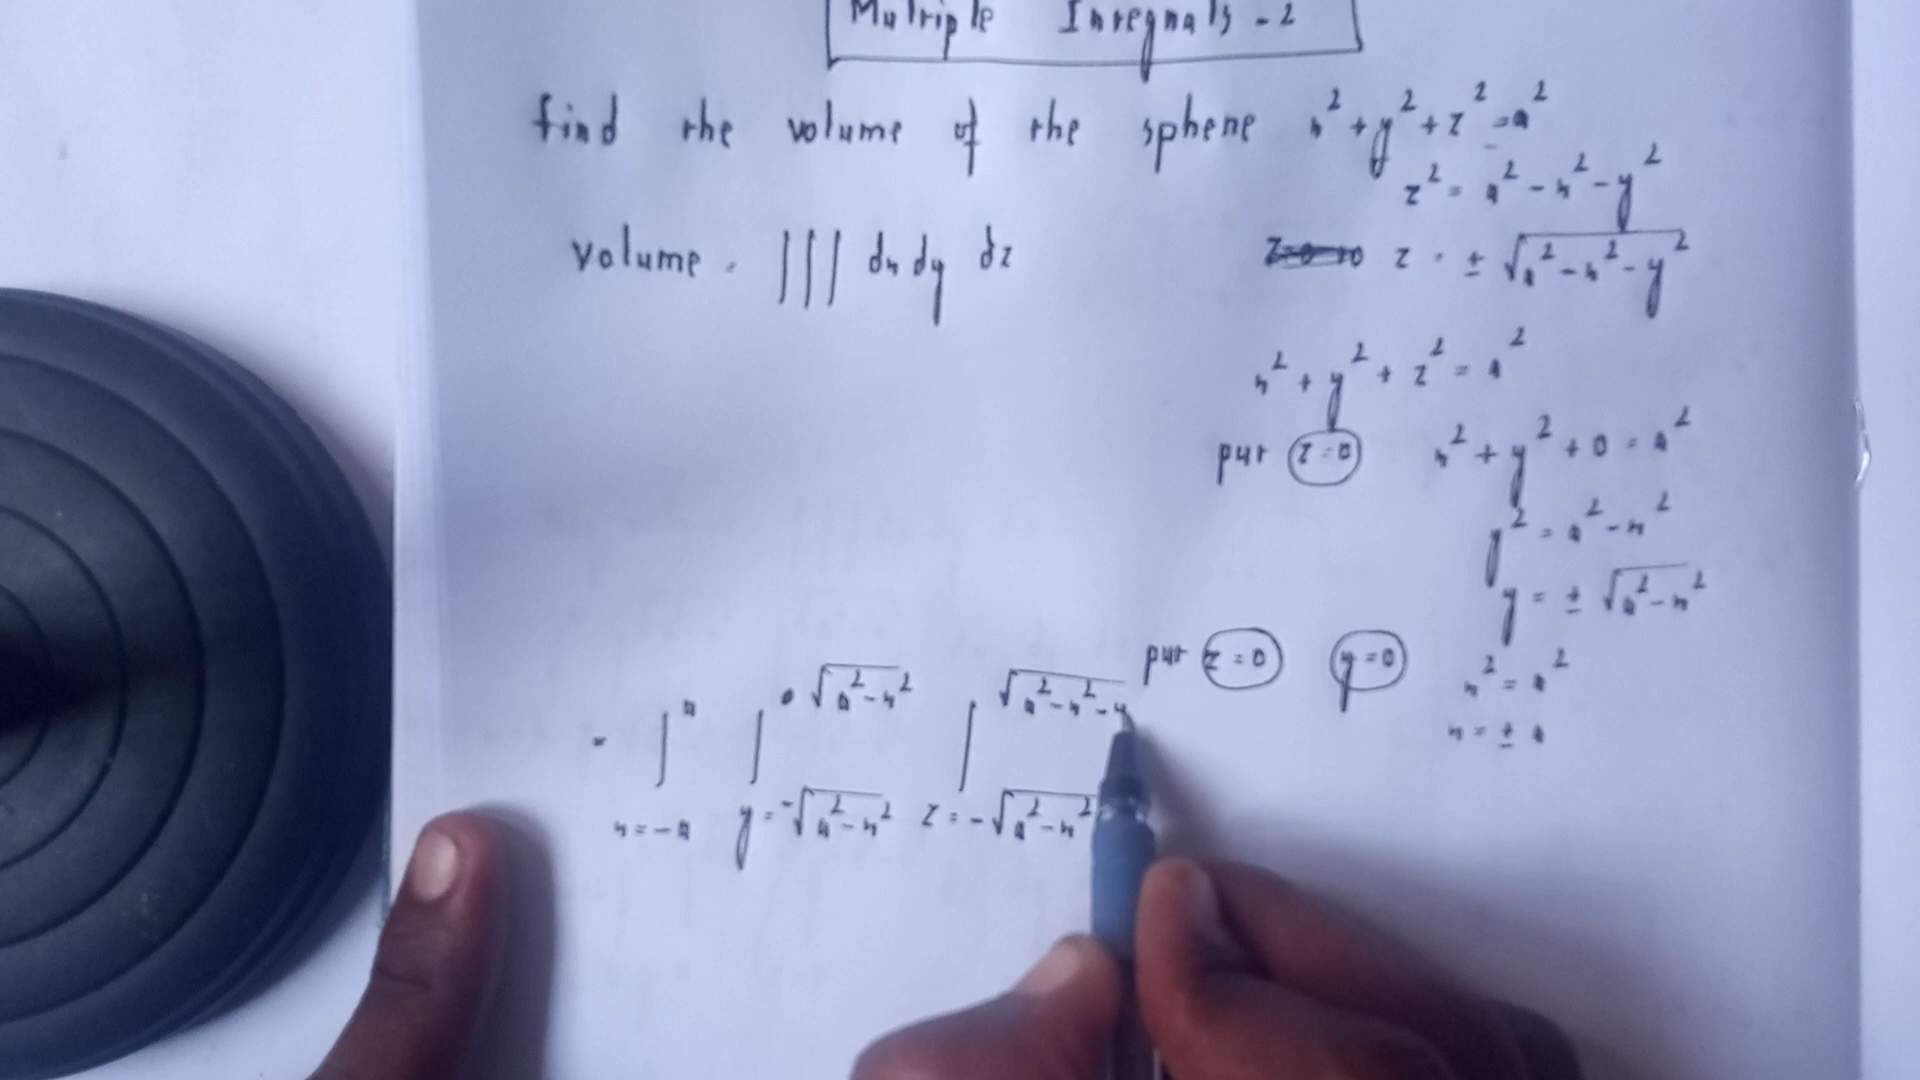 Multiple Integrals - 2
find the volume of the sphere x² + y² + z² = a²
z² = a² - x² - y²
volume = ∫∫∫ dx dy dz
z = ± √a² - x² - y²
x² + y² + z² = a²
put z = 0 x² + y² + 0 = a²
y² = a² - x²
y = ± √a² - x²
put z = 0 y = 0 x² = a²
x = ± a
= ∫ₓ₌₋ₐ^a ∫ y = -√a² - x² ^ √a² - x² ∫ z = -√a² - x² ^ √a² - x² - y